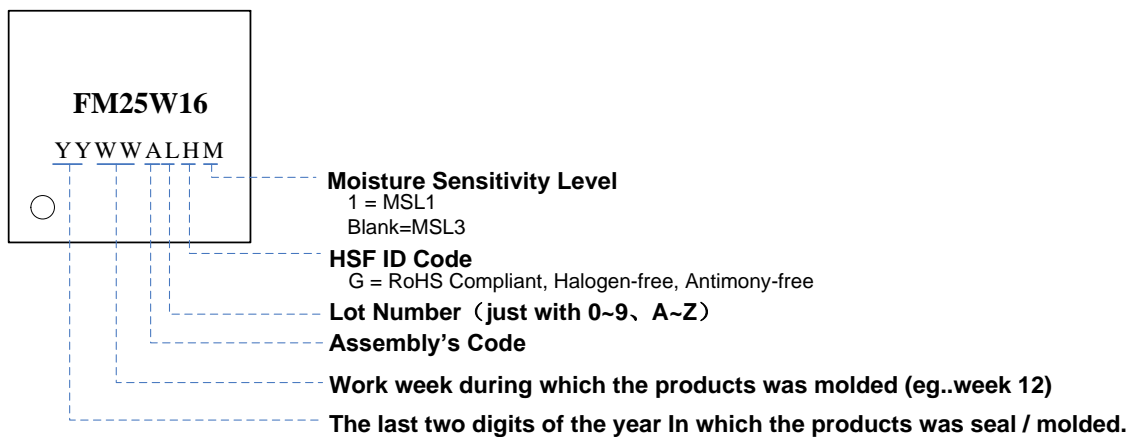 FM25W16
YYWWALHM
Moisture Sensitivity Level
1 = MSL1
Blank=MSL3
HSF ID Code
G = RoHS Compliant, Halogen-free, Antimony-free
Lot Number（just with 0~9、A~Z）
Assembly's Code
Work week during which the products was molded (eg..week 12)
The last two digits of the year In which the products was seal / molded.